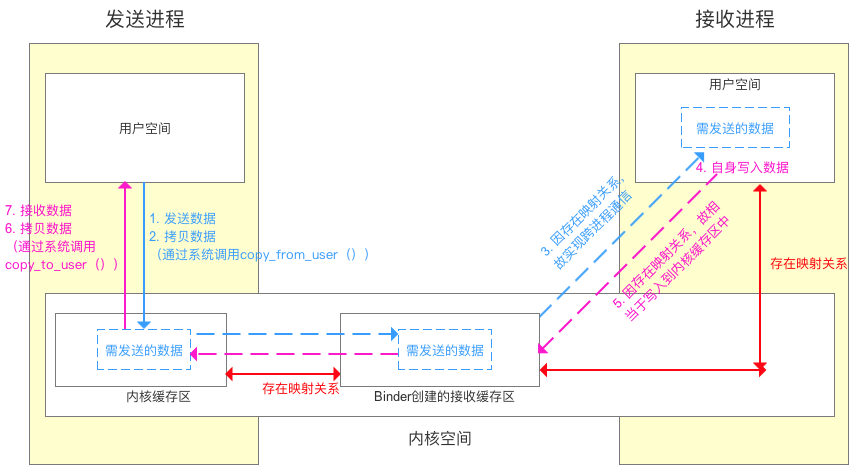 发送进程
接收进程
用户空间
用户空间
需发送的数据
4. 自身写入数据
7. 接收数据
6. 拷贝数据
（通过系统调用
copy_to_user（））
1. 发送数据
2. 拷贝数据
（通过系统调用copy_from_user（））
3. 因存在映射关系，
故实现跨进程通信
5. 因存在映射关系，故相
当于写入到内核缓存区中
存在映射关系
需发送的数据
需发送的数据
内核缓存区
存在映射关系
Binder创建的接收缓存区
内核空间